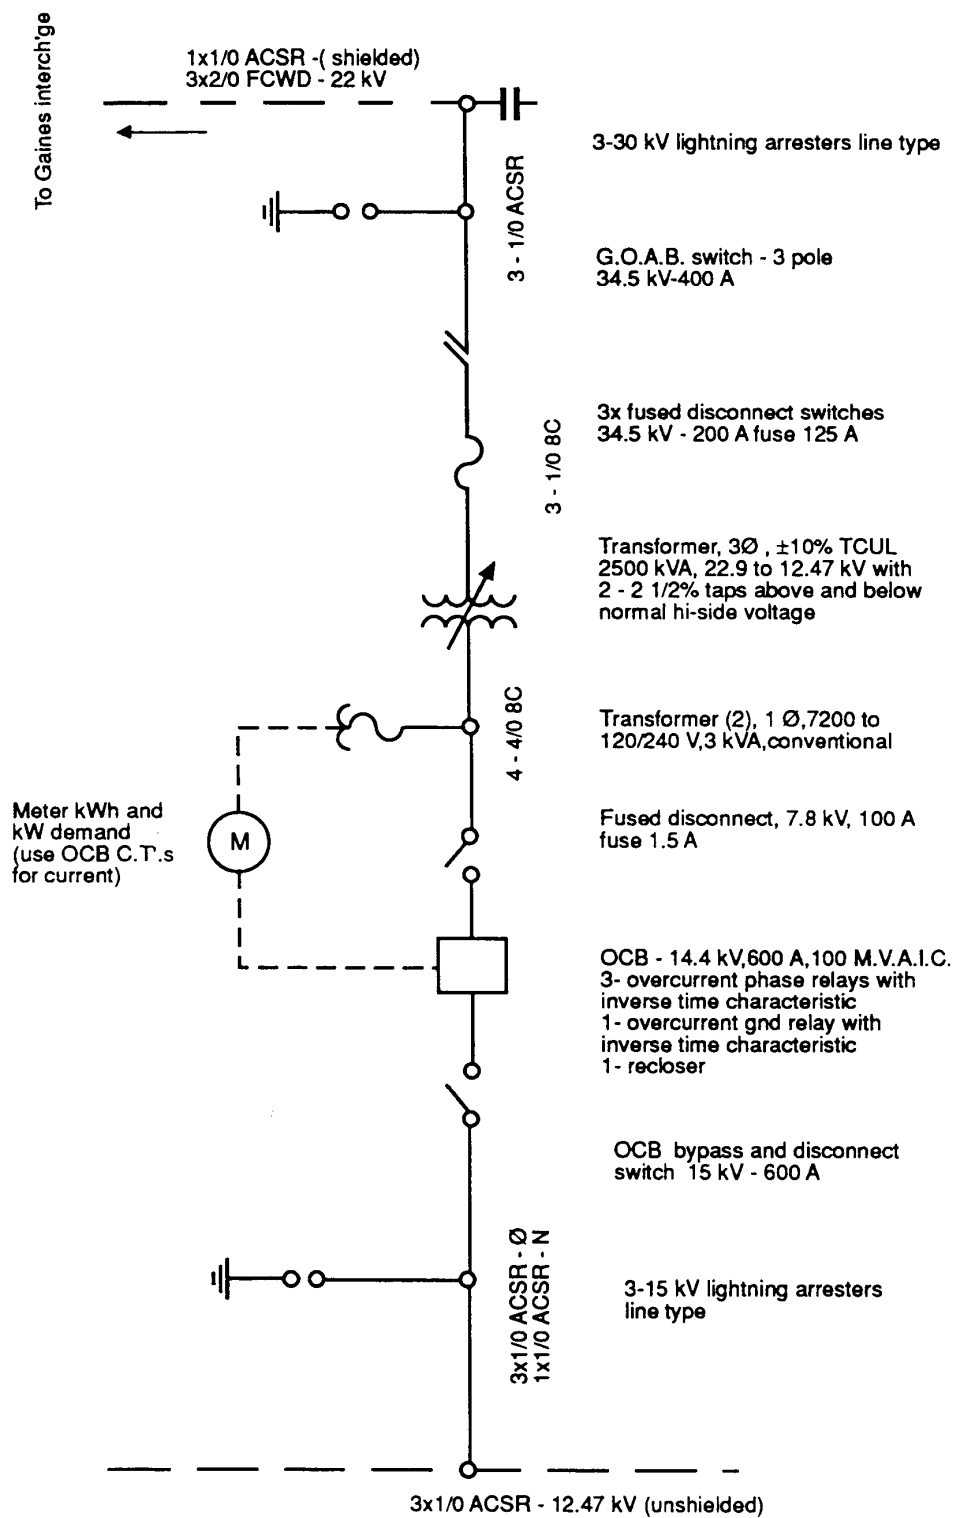 To Gaines interch'ge
1x1/0 ACSR -( shielded)
3x2/0 FCWD - 22 kV
3-30 kV lightning arresters line type
3 - 1/0 ACSR
G.O.A.B. switch - 3 pole
34.5 kV-400 A
3x fused disconnect switches
34.5 kV - 200 A fuse 125 A
3 - 1/0 8C
Transformer, 3Ø , ±10% TCUL
2500 kVA, 22.9 to 12.47 kV with
2 - 2 1/2% taps above and below
normal hi-side voltage
4 - 4/0 8C
Transformer (2), 1 Ø,7200 to
120/240 V,3 kVA,conventional
Meter kWh and
kW demand
(use OCB C.T'.s
for current)
M
Fused disconnect, 7.8 kV, 100 A
fuse 1.5 A
OCB - 14.4 kV,600 A,100 M.V.A.I.C.
3- overcurrent phase relays with
inverse time characteristic
1- overcurrent gnd relay with
inverse time characteristic
1- recloser
OCB bypass and disconnect
switch 15 kV - 600 A
3x1/0 ACSR - Ø
1x1/0 ACSR - N
3-15 kV lightning arresters
line type
3x1/0 ACSR - 12.47 kV (unshielded)